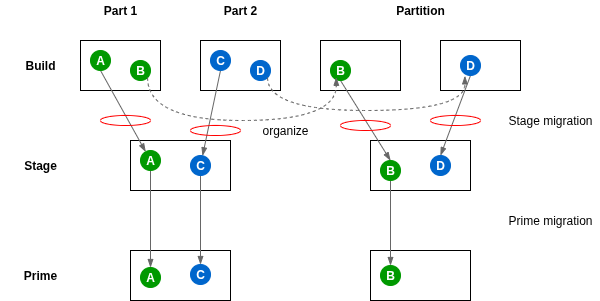 Part 1 Part 2 Partition
Build A B C D B D
Stage migration
organize
Stage A C B D
Prime migration
Prime A C B